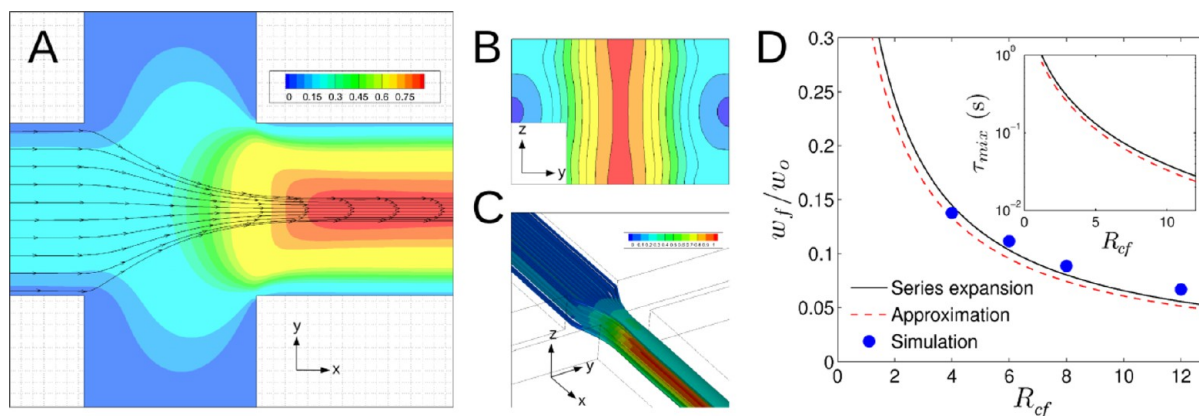 A
0 0.15 0.3 0.45 0.6 0.75
y
x
B
z
y
C
z
y
x
D
0.3
0.25
0.2
0.15
0.1
0.05
0
w_f/w_o
0 2 4 6 8 10 12
R_cf
Series expansion
Approximation
Simulation
10^0
10^-1
10^-2
τ_mix (s)
0 5 10
R_cf